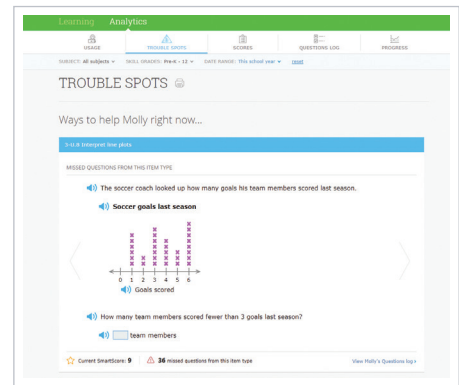 Learning Analytics
USAGE TROUBLE SPOTS SCORES QUESTIONS LOG PROGRESS
SUBJECT: All subjects SKILL GRADES: Pre-K - 12 DATE RANGE: This school year reset
TROUBLE SPOTS
Ways to help Molly right now...
Interpret line plots
MISSED QUESTIONS FROM THIS ITEM TYPE
The soccer coach looked up how many goals his team members scored last season.
Soccer goals last season
0 1 2 3 4 5 6
Goals scored
How many team members scored fewer than 3 goals last season?
team members
Current SmartScore: 9 36 missed questions from this item type View Molly's Questions log